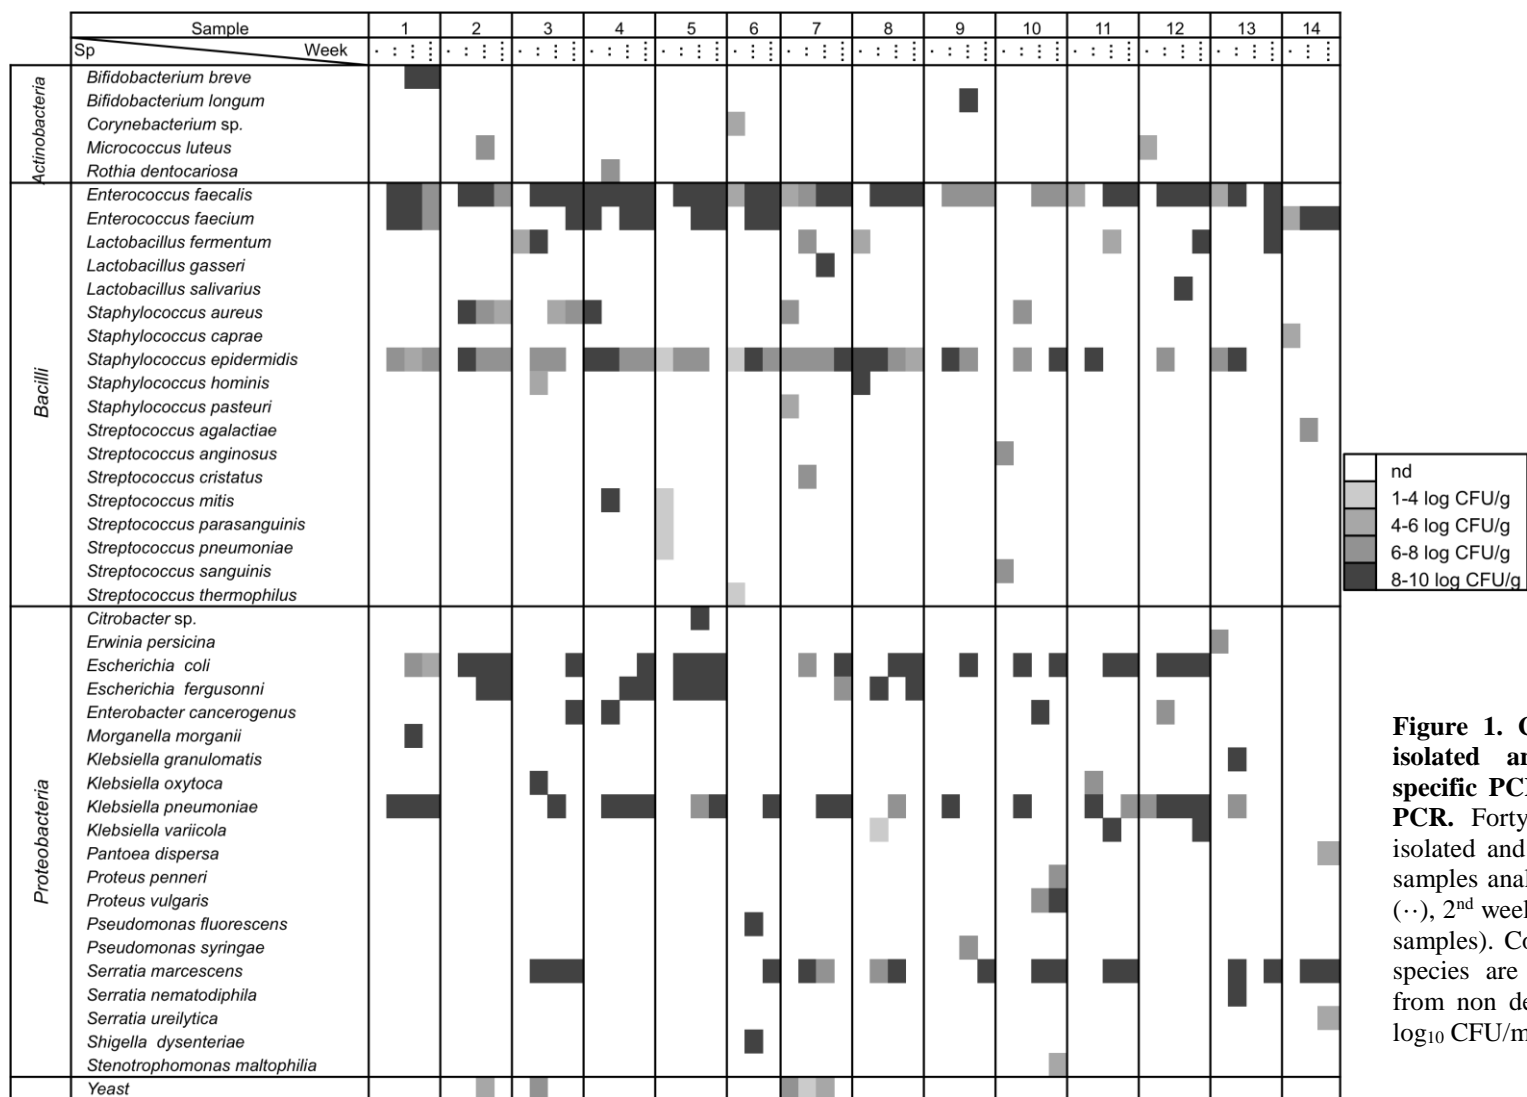 Sample 1 2 3 4 5 6 7 8 9 10 11 12 13 14
Sp Week
Actinobacteria
Bifidobacterium breve
Bifidobacterium longum
Corynebacterium sp.
Micrococcus luteus
Rothia dentocariosa
Bacilli
Enterococcus faecalis
Enterococcus faecium
Lactobacillus fermentum
Lactobacillus gasseri
Lactobacillus salivarius
Staphylococcus aureus
Staphylococcus caprae
Staphylococcus epidermidis
Staphylococcus hominis
Staphylococcus pasteuri
Streptococcus agalactiae
Streptococcus anginosus
Streptococcus cristatus
Streptococcus mitis
Streptococcus parasanguinis
Streptococcus pneumoniae
Streptococcus sanguinis
Streptococcus thermophilus
Proteobacteria
Citrobacter sp.
Erwinia persicina
Escherichia coli
Escherichia fergusonni
Enterobacter cancerogenus
Morganella morganii
Klebsiella granulomatis
Klebsiella oxytoca
Klebsiella pneumoniae
Klebsiella variicola
Pantoea dispersa
Proteus penneri
Proteus vulgaris
Pseudomonas fluorescens
Pseudomonas syringae
Serratia marcescens
Serratia nematodiphila
Serratia ureilytica
Shigella dysenteriae
Stenotrophomonas maltophilia
Yeast
nd
1-4 log CFU/g
4-6 log CFU/g
6-8 log CFU/g
8-10 log CFU/g
Figure 1.
isolated
specific
PCR. Forty
isolated and
samples
(··), 2nd
samples).
species are
from non
log10